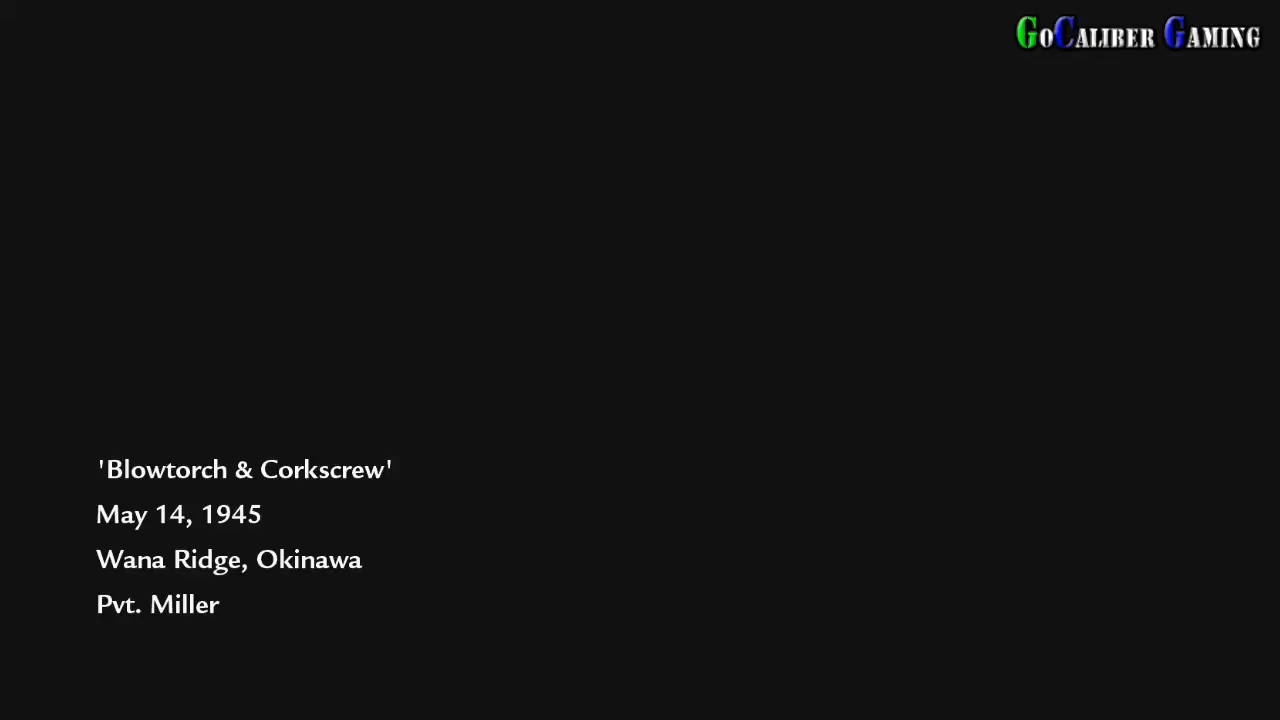 GoCaliber Gaming
'Blowtorch & Corkscrew'
May 14, 1945
Wana Ridge, Okinawa
Pvt. Miller